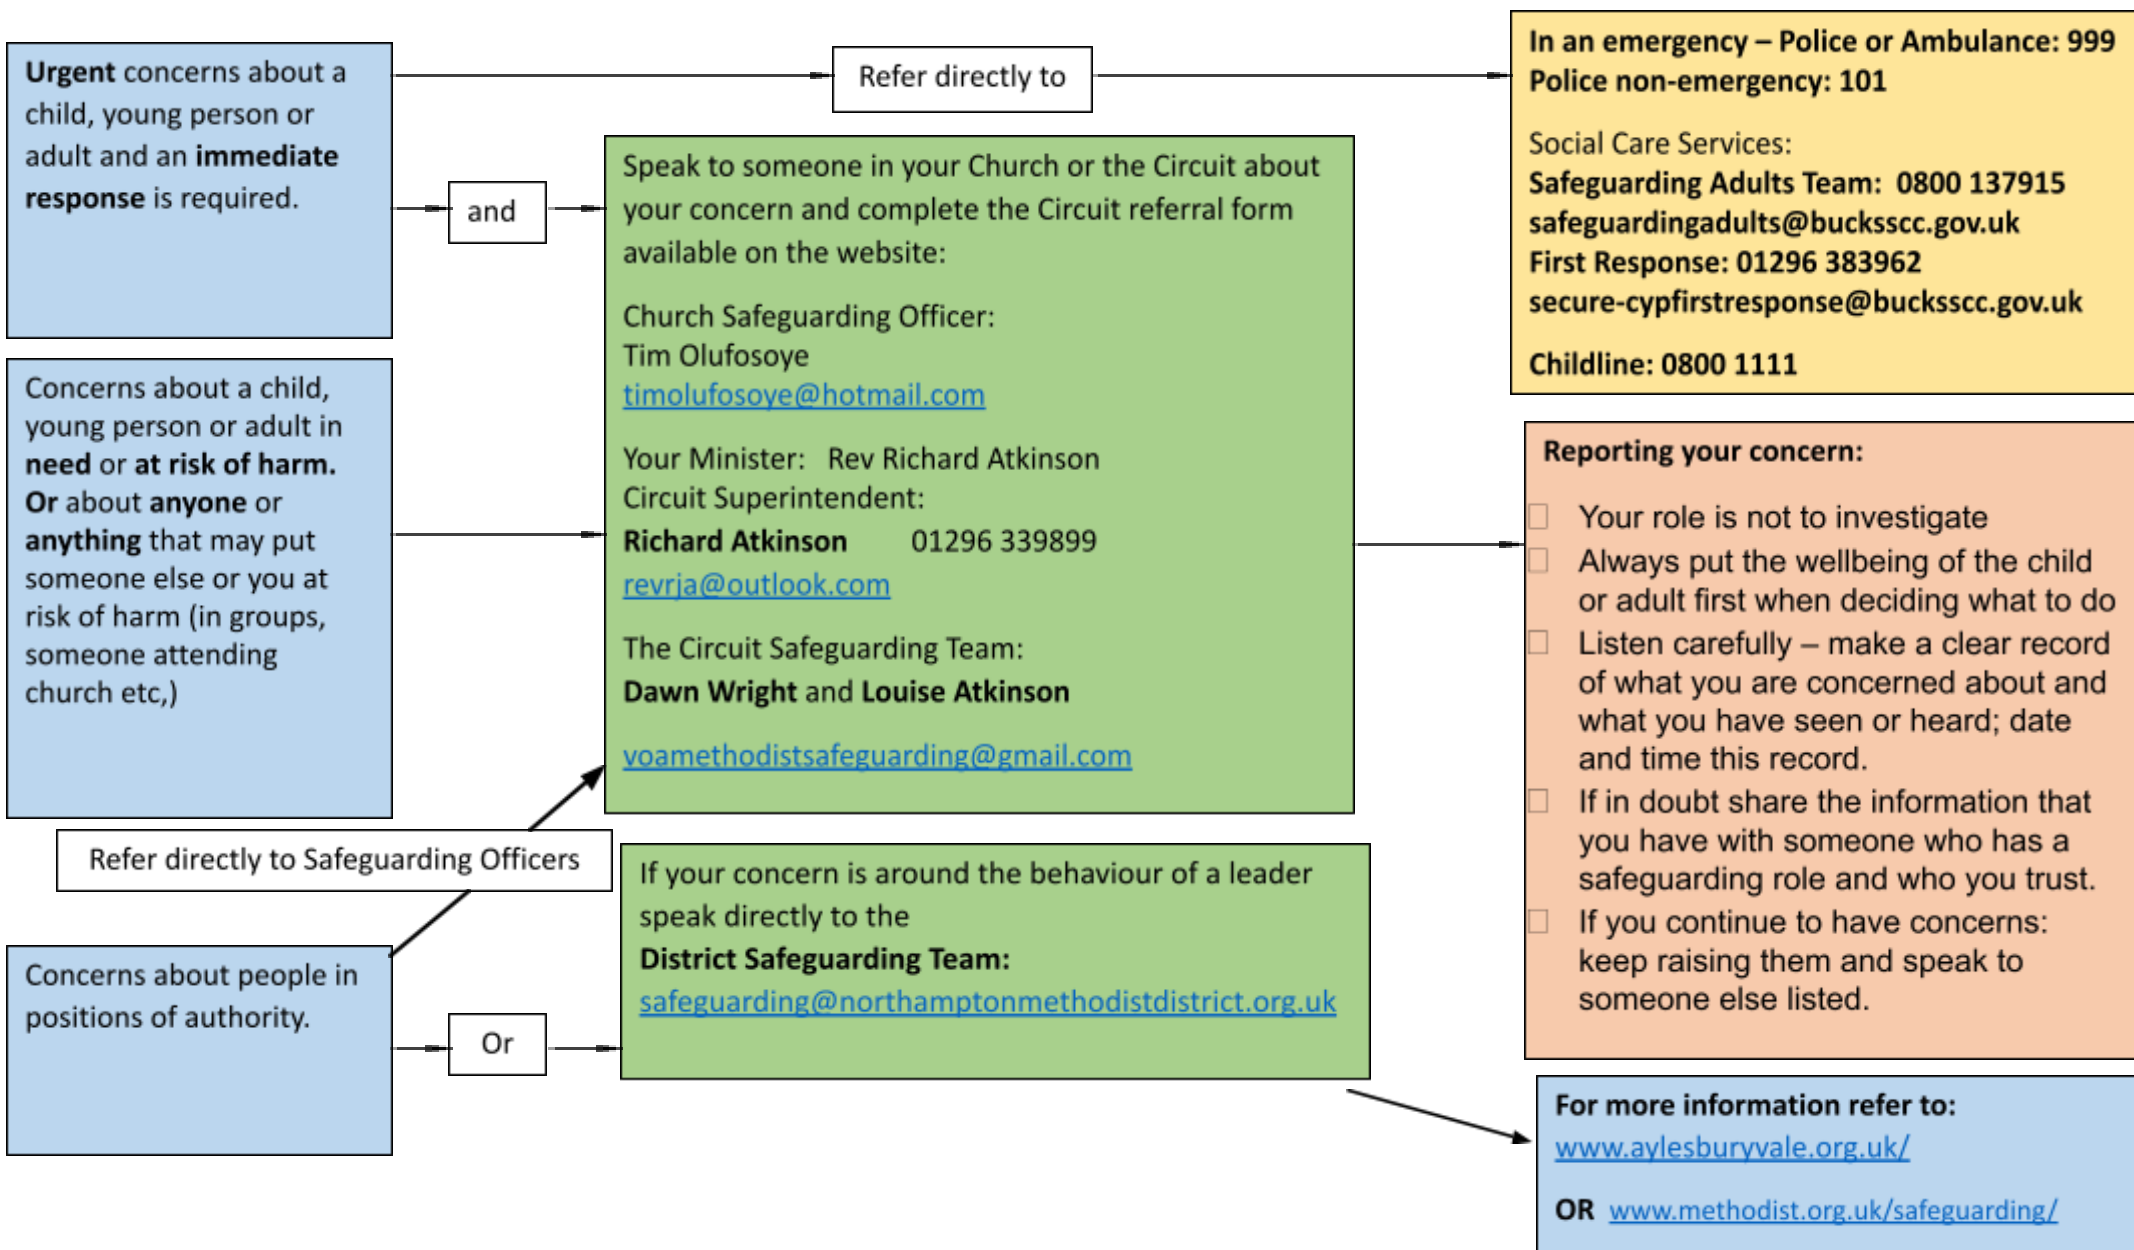 Urgent concerns about a
child, young person or
adult and an immediate
response is required.
Refer directly to
and
In an emergency – Police or Ambulance: 999
Police non-emergency: 101
Social Care Services:
Safeguarding Adults Team: 0800 137915
safeguardingadults@bucksscc.gov.uk
First Response: 01296 383962
secure-cypfirstresponse@bucksscc.gov.uk
Childline: 0800 1111
Speak to someone in your Church or the Circuit about
your concern and complete the Circuit referral form
available on the website:
Church Safeguarding Officer:
Tim Olufosoye
timolufosoye@hotmail.com
Your Minister: Rev Richard Atkinson
Circuit Superintendent:
Richard Atkinson 01296 339899
revrja@outlook.com
The Circuit Safeguarding Team:
Dawn Wright and Louise Atkinson
voamethodistsafeguarding@gmail.com
Concerns about a child,
young person or adult in
need or at risk of harm.
Or about anyone or
anything that may put
someone else or you at
risk of harm (in groups,
someone attending
church etc,)
Reporting your concern:
Your role is not to investigate
Always put the wellbeing of the child
or adult first when deciding what to do
Listen carefully – make a clear record
of what you are concerned about and
what you have seen or heard; date
and time this record.
If in doubt share the information that
you have with someone who has a
safeguarding role and who you trust.
If you continue to have concerns:
keep raising them and speak to
someone else listed.
Refer directly to Safeguarding Officers
Concerns about people in
positions of authority.
Or
If your concern is around the behaviour of a leader
speak directly to the
District Safeguarding Team:
safeguarding@northamptonmethodistdistrict.org.uk
For more information refer to:
www.aylesburyvale.org.uk/
OR www.methodist.org.uk/safeguarding/